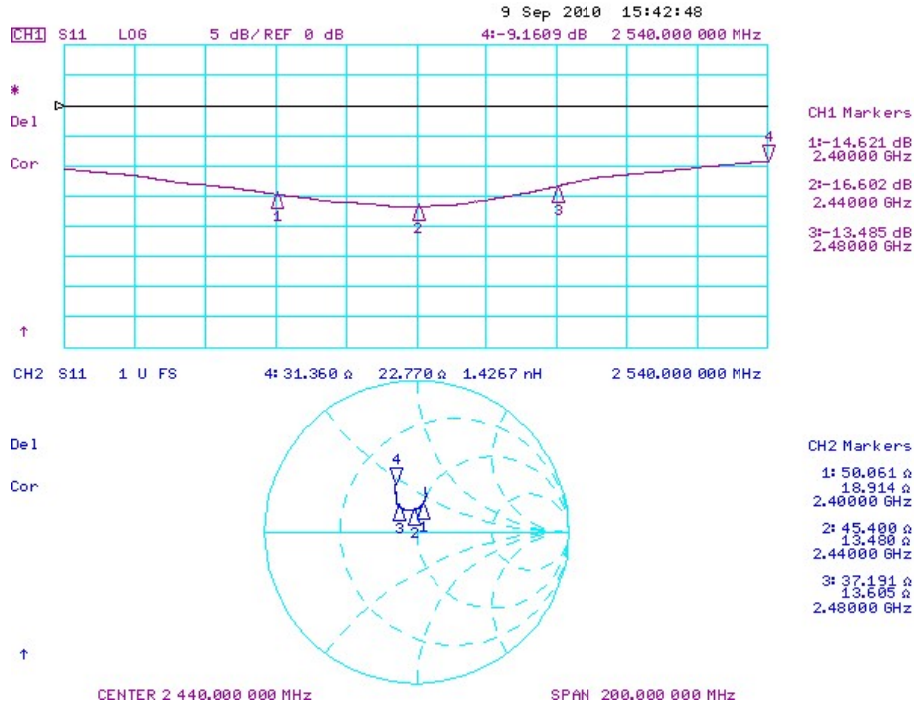 9 Sep 2010 15:42:48
CH1 S11 LOG 5 dB/REF 0 dB 4:-9.1609 dB 2 540.000 000 MHz
*
Del
Cor
↑
4
1
2
3
CH1 Markers
1:-14.621 dB
2.40000 GHz
2:-16.602 dB
2.44000 GHz
3:-13.485 dB
2.48000 GHz
CH2 S11 1 U FS 4: 31.360 Ω 22.770 Ω 1.4267 nH 2 540.000 000 MHz
Del
Cor
↑
4
3
2
1
CH2 Markers
1: 50.061 Ω
18.914 Ω
2.40000 GHz
2: 45.400 Ω
13.480 Ω
2.44000 GHz
3: 37.191 Ω
13.605 Ω
2.48000 GHz
CENTER 2 440.000 000 MHz SPAN 200.000 000 MHz